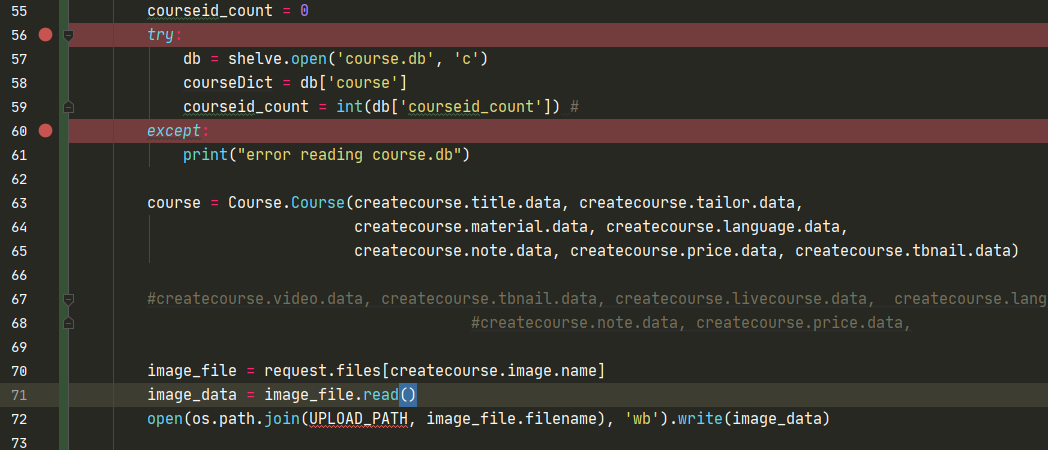 55 courseid_count = 0
56 try:
57 db = shelve.open('course.db', 'c')
58 courseDict = db['course']
59 courseid_count = int(db['courseid_count']) #
60 except:
61 print("error reading course.db")
62
63 course = Course.Course(createcourse.title.data, createcourse.tailor.data,
64 createcourse.material.data, createcourse.language.data,
65 createcourse.note.data, createcourse.price.data, createcourse.tbnail.data)
66
67 #createcourse.video.data, createcourse.tbnail.data, createcourse.livecourse.data,  createcourse.lang
68 #createcourse.note.data, createcourse.price.data,
69
70 image_file = request.files[createcourse.image.name]
71 image_data = image_file.read()
72 open(os.path.join(UPLOAD_PATH, image_file.filename), 'wb').write(image_data)
73